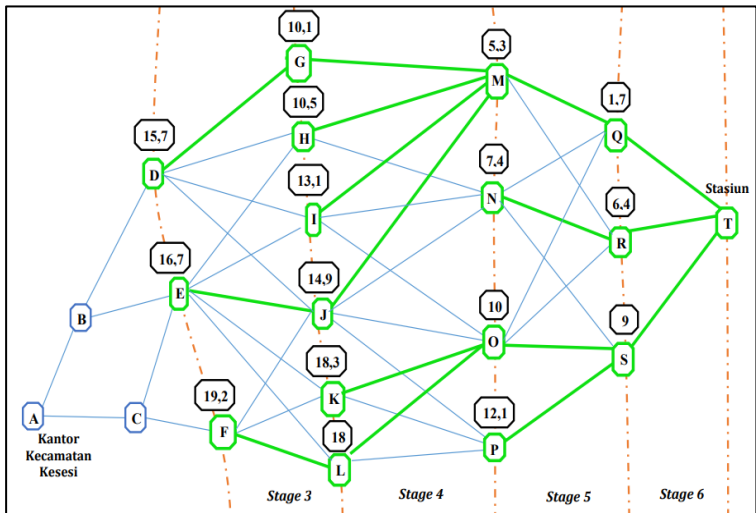 10,1
G
5.3
M
10,5
H
1,7
Q
15,7
D
13,1
I
7,4
N
6,4
R
Stasiun
T
16,7
E
14,9
J
10
O
9
S
B
18,3
K
19,2
F
18
L
12,1
P
A
C
Kantor
Kecamatan
Kesesi
Stage 3
Stage 4
Stage 5
Stage 6